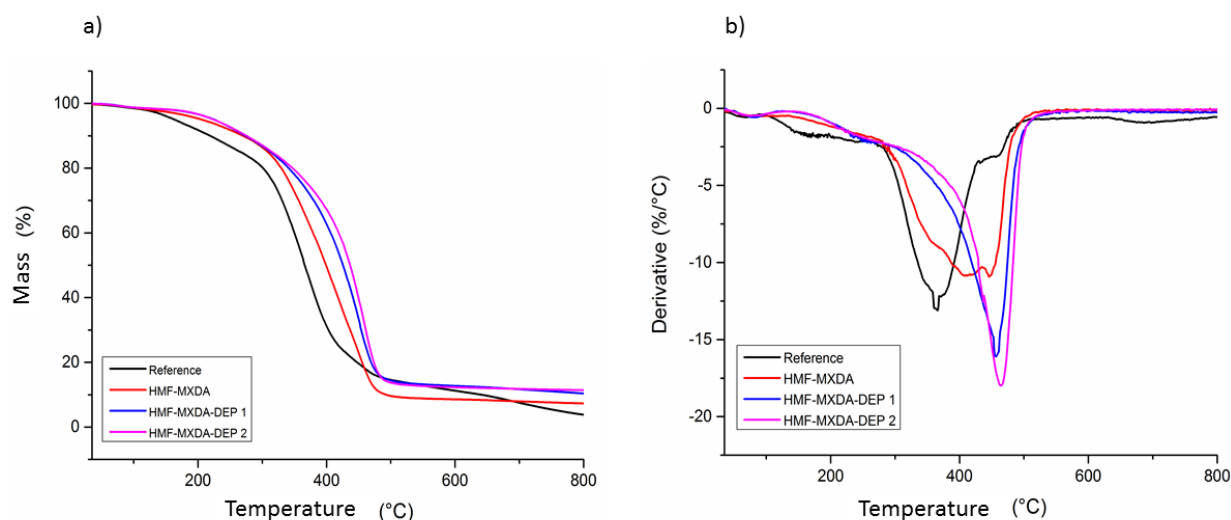 a)
100
80
60
40
20
0
Mass (%)
Reference
HMF-MXDA
HMF-MXDA-DEP 1
HMF-MXDA-DEP 2
200
400
600
800
Temperature (°C)
b)
0
-5
-10
-15
-20
Derivative (%/°C)
Reference
HMF-MXDA
HMF-MXDA-DEP 1
HMF-MXDA-DEP 2
200
400
600
800
Temperature (°C)